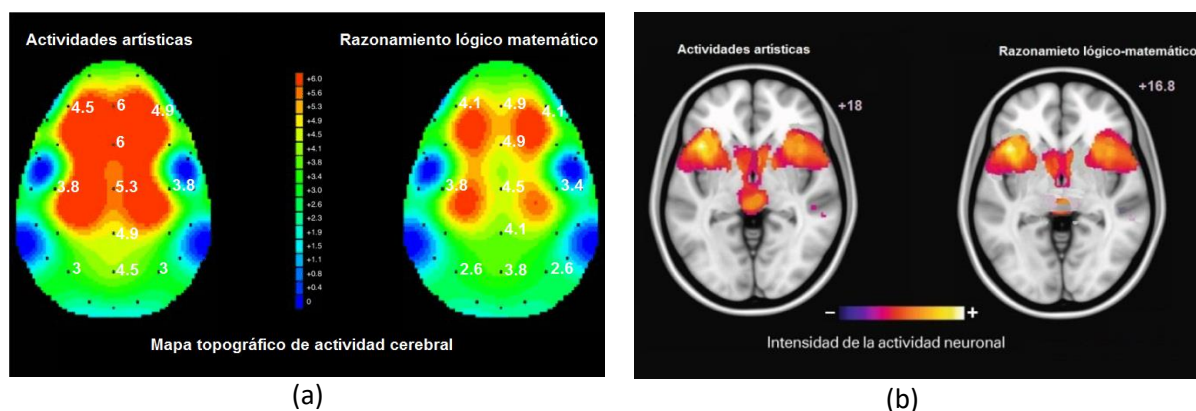 Actividades artísticas
Razonamiento lógico matemático
4.5 6 4.9
6
3.8 5.3 3.8
4.9
3 4.5 3
+6.0
+5.6
+5.3
+4.9
+4.5
+4.1
+3.8
+3.4
+3.0
+2.6
+2.3
+1.9
+1.5
+1.1
+0.8
+0.4
0
4.1 4.9 4.1
4.9
3.8 4.5 3.4
4.1
2.6 3.8 2.6
Mapa topográfico de actividad cerebral
(a)
Actividades artísticas
Razonamieto lógico-matemático
+18
+16.8
− +
Intensidad de la actividad neuronal
(b)